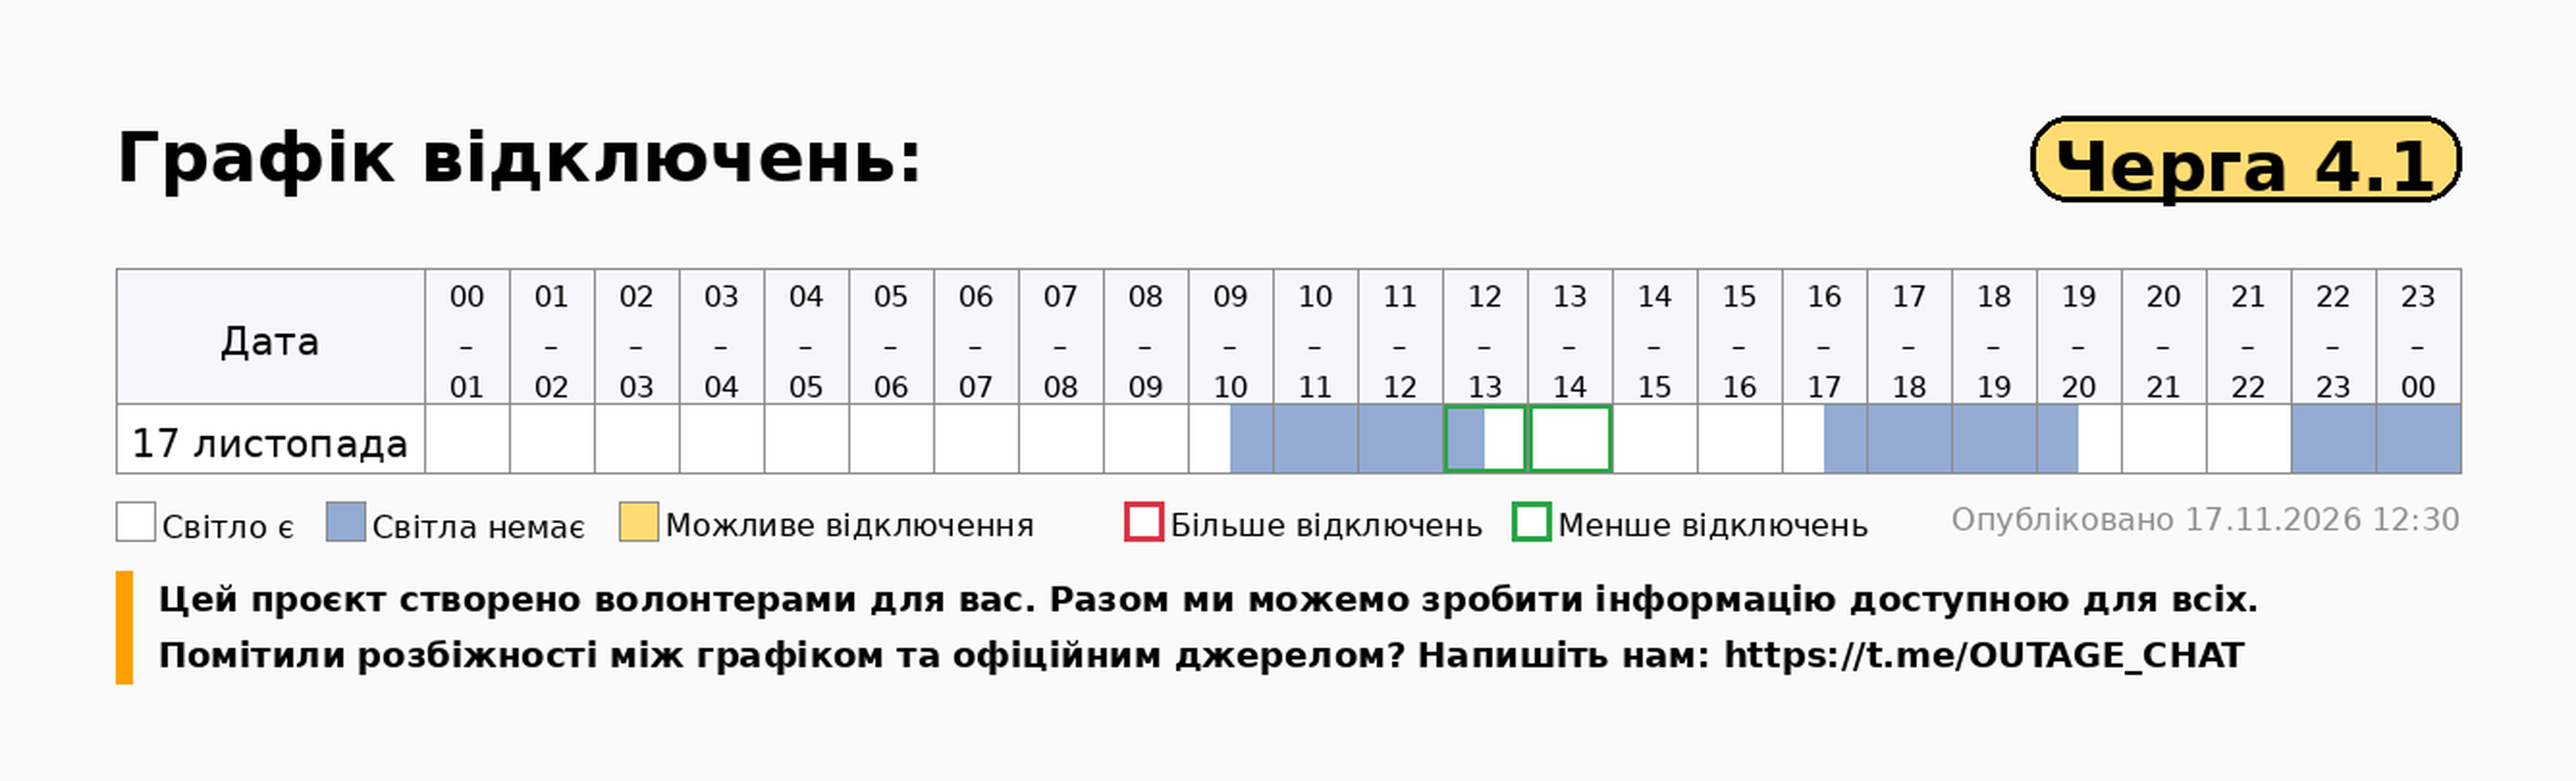 Графік відключень:
Черга 4.1
Дата
00 – 01
01 – 02
02 – 03
03 – 04
04 – 05
05 – 06
06 – 07
07 – 08
08 – 09
09 – 10
10 – 11
11 – 12
12 – 13
13 – 14
14 – 15
15 – 16
16 – 17
17 – 18
18 – 19
19 – 20
20 – 21
21 – 22
22 – 23
23 – 00
17 листопада
Світло є
Світла немає
Можливе відключення
Більше відключень
Менше відключень
Опубліковано 17.11.2026 12:30
Цей проєкт створено волонтерами для вас. Разом ми можемо зробити інформацію доступною для всіх.
Помітили розбіжності між графіком та офіційним джерелом? Напишіть нам: https://t.me/OUTAGE_CHAT